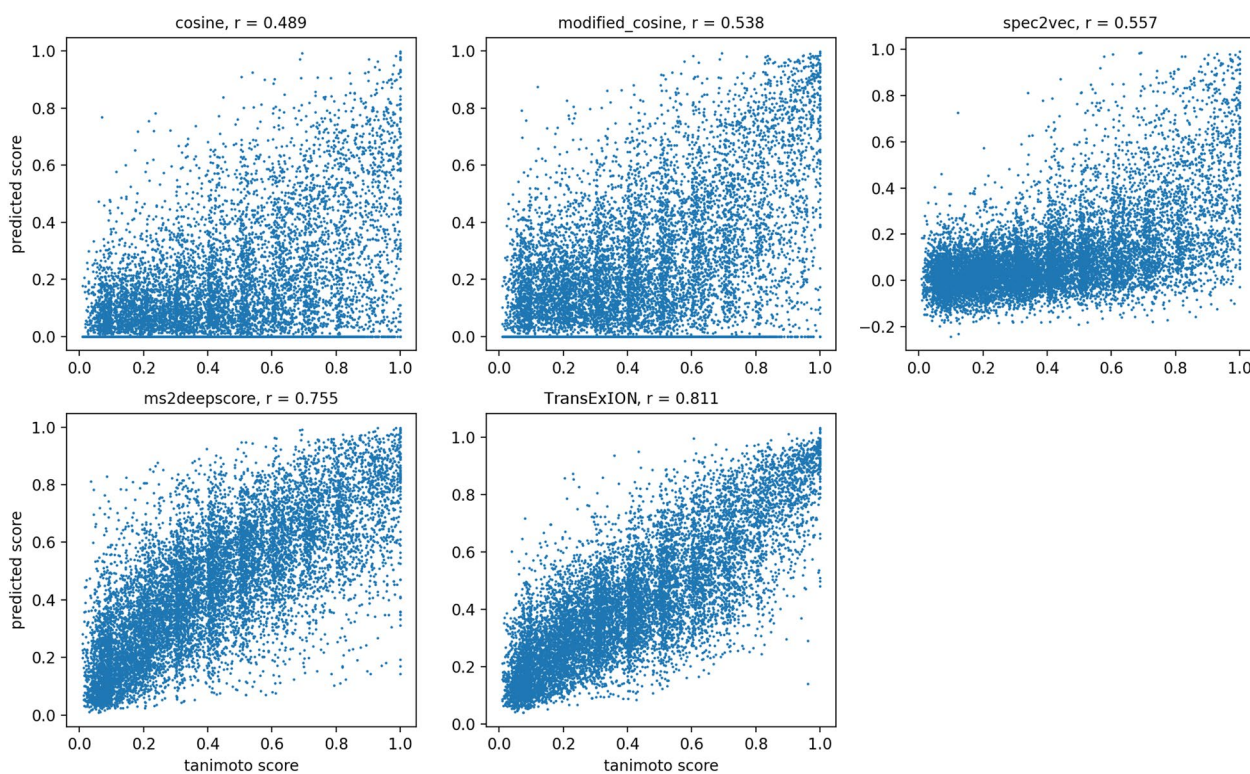 cosine, r = 0.489
predicted score
1.0
0.8
0.6
0.4
0.2
0.0
0.0 0.2 0.4 0.6 0.8 1.0
modified_cosine, r = 0.538
1.0
0.8
0.6
0.4
0.2
0.0
0.0 0.2 0.4 0.6 0.8 1.0
spec2vec, r = 0.557
1.0
0.8
0.6
0.4
0.2
0.0
−0.2
0.0 0.2 0.4 0.6 0.8 1.0
ms2deepscore, r = 0.755
predicted score
1.0
0.8
0.6
0.4
0.2
0.0
0.0 0.2 0.4 0.6 0.8 1.0
tanimoto score
TransExION, r = 0.811
1.0
0.8
0.6
0.4
0.2
0.0
0.0 0.2 0.4 0.6 0.8 1.0
tanimoto score